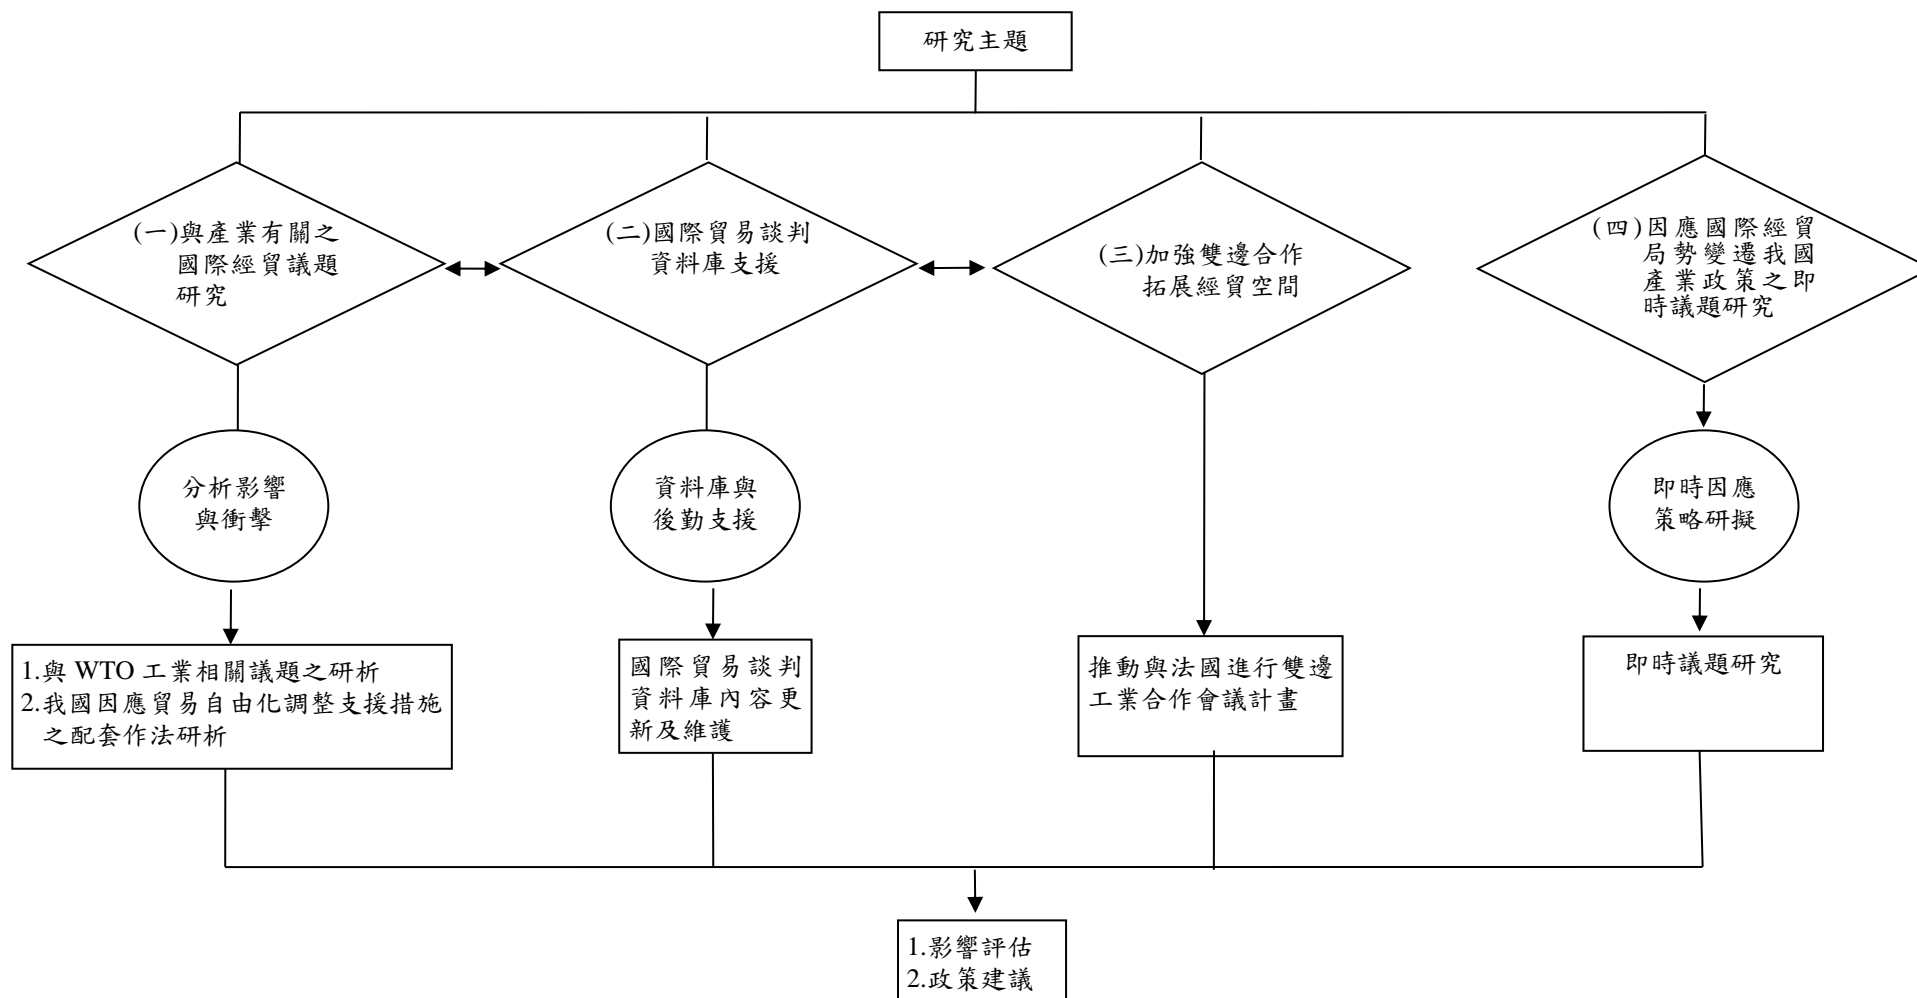 研究主題
(一)與產業有關之
國際經貿議題
研究
(二)國際貿易談判
資料庫支援
(三)加強雙邊合作
拓展經貿空間
(四)因應國際經貿
局勢變遷我國
產業政策之即
時議題研究
分析影響
與衝擊
資料庫與
後勤支援
即時因應
策略研擬
1.與 WTO 工業相關議題之研析
2.我國因應貿易自由化調整支援措施
之配套作法研析
國際貿易談判
資料庫內容更
新及維護
推動與法國進行雙邊
工業合作會議計畫
即時議題研究
1.影響評估
2.政策建議